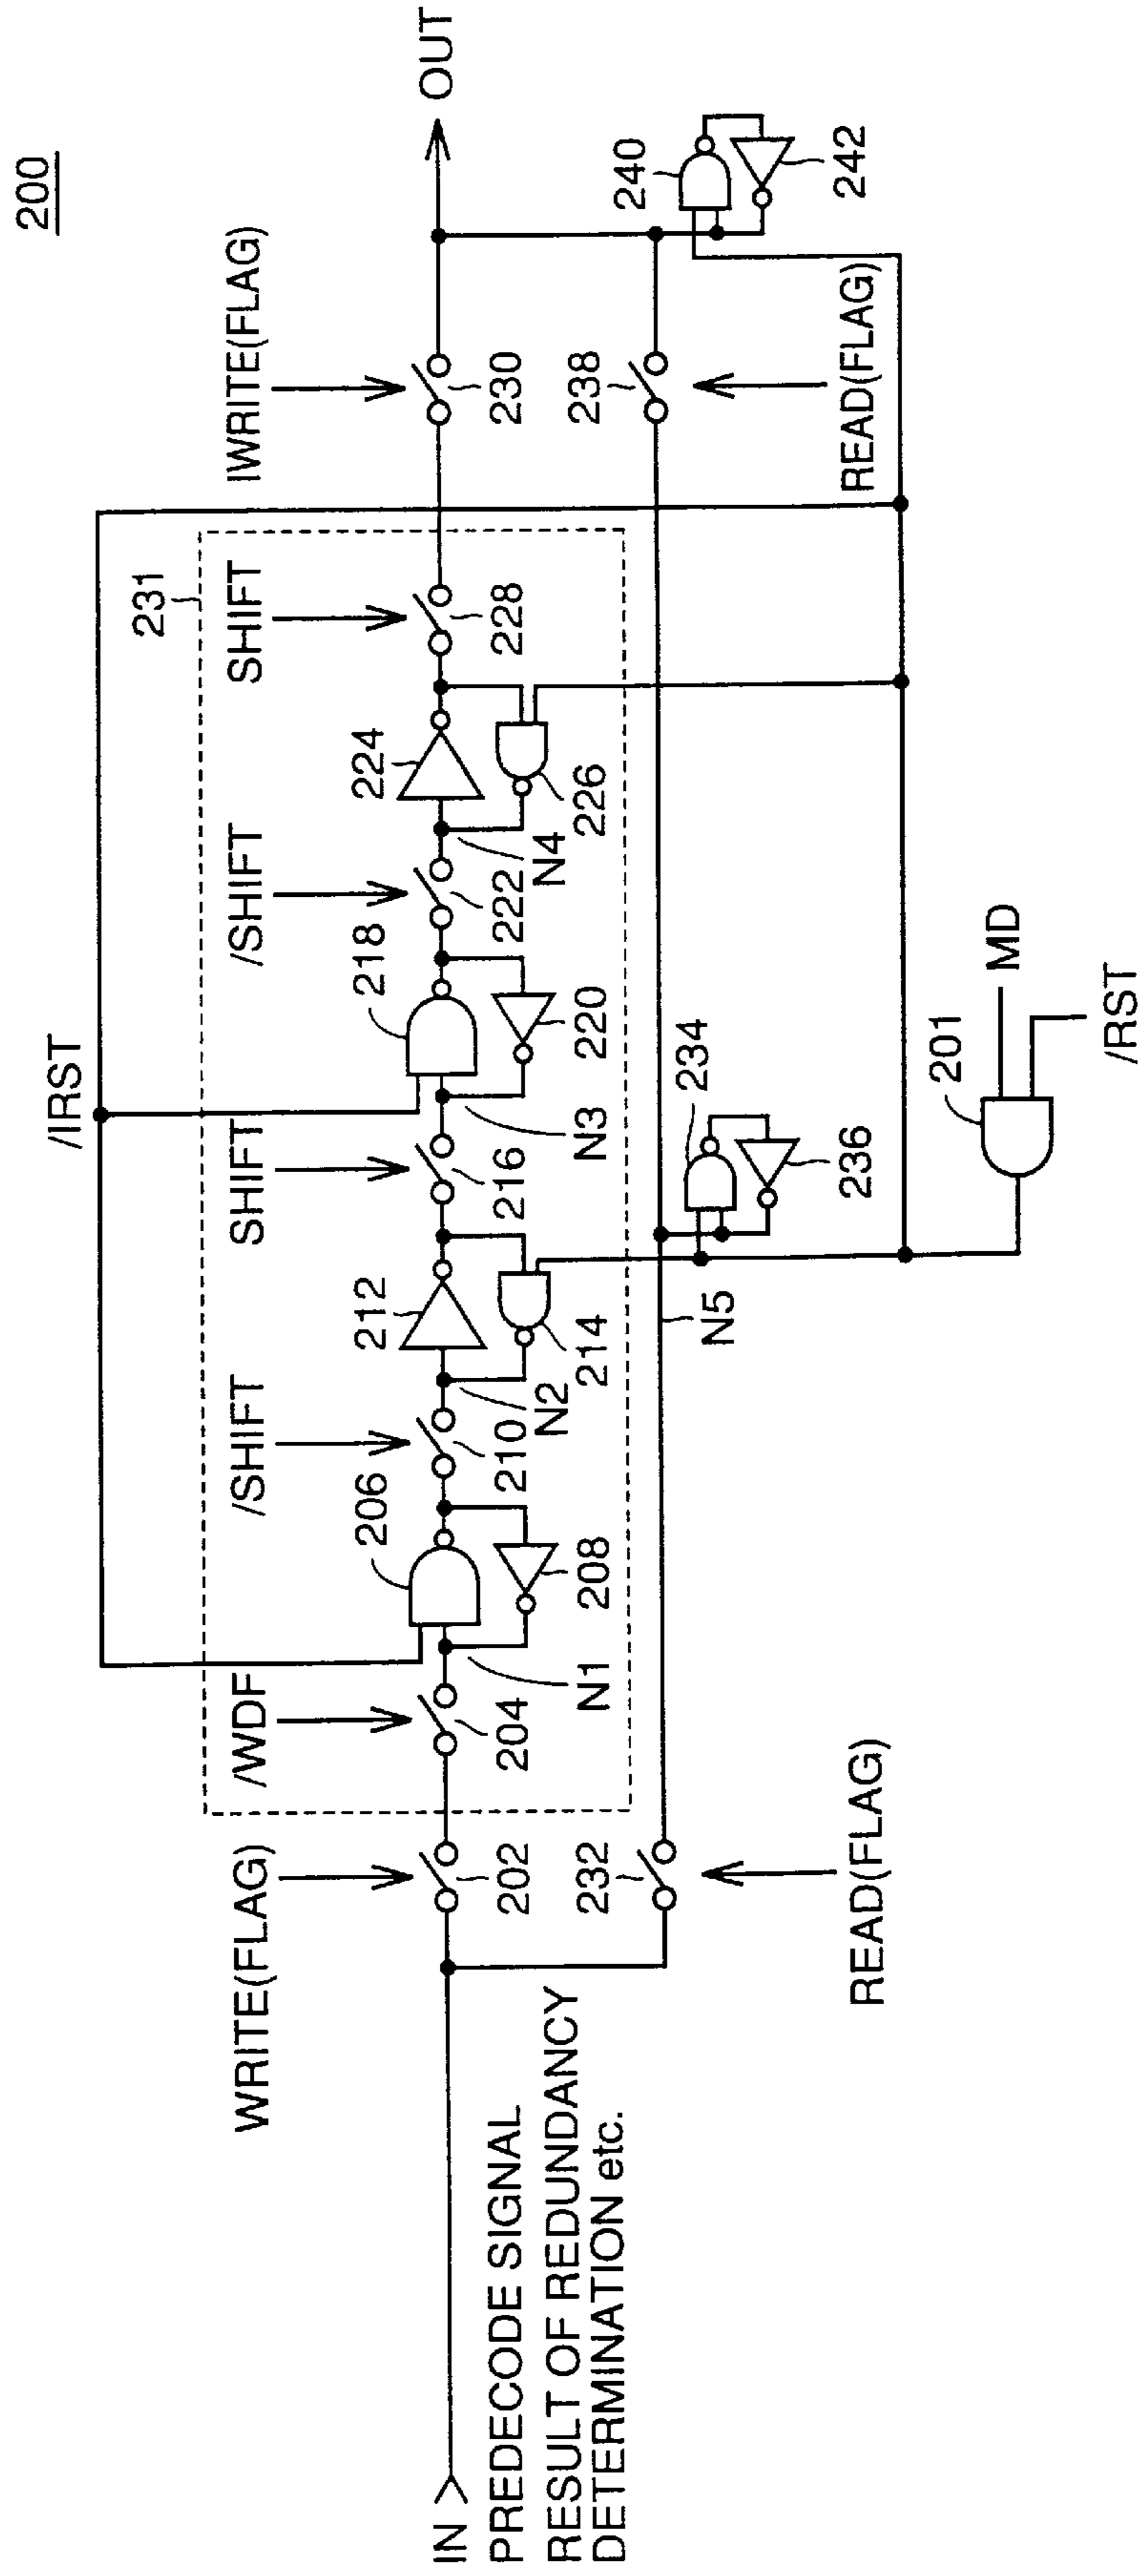 200
/IRST
231
WRITE(FLAG)
/WDF
/SHIFT
SHIFT
/SHIFT
SHIFT
IWRITE(FLAG)
206
212
218
224
IN
OUT
202
204
210
216
222
228
230
208
214
220
226
N1
N2
N3
N4
PREDECODE SIGNAL
RESULT OF REDUNDANCY
DETERMINATION etc.
232
238
240
N5
234
236
242
READ(FLAG)
READ(FLAG)
201
MD
/RST